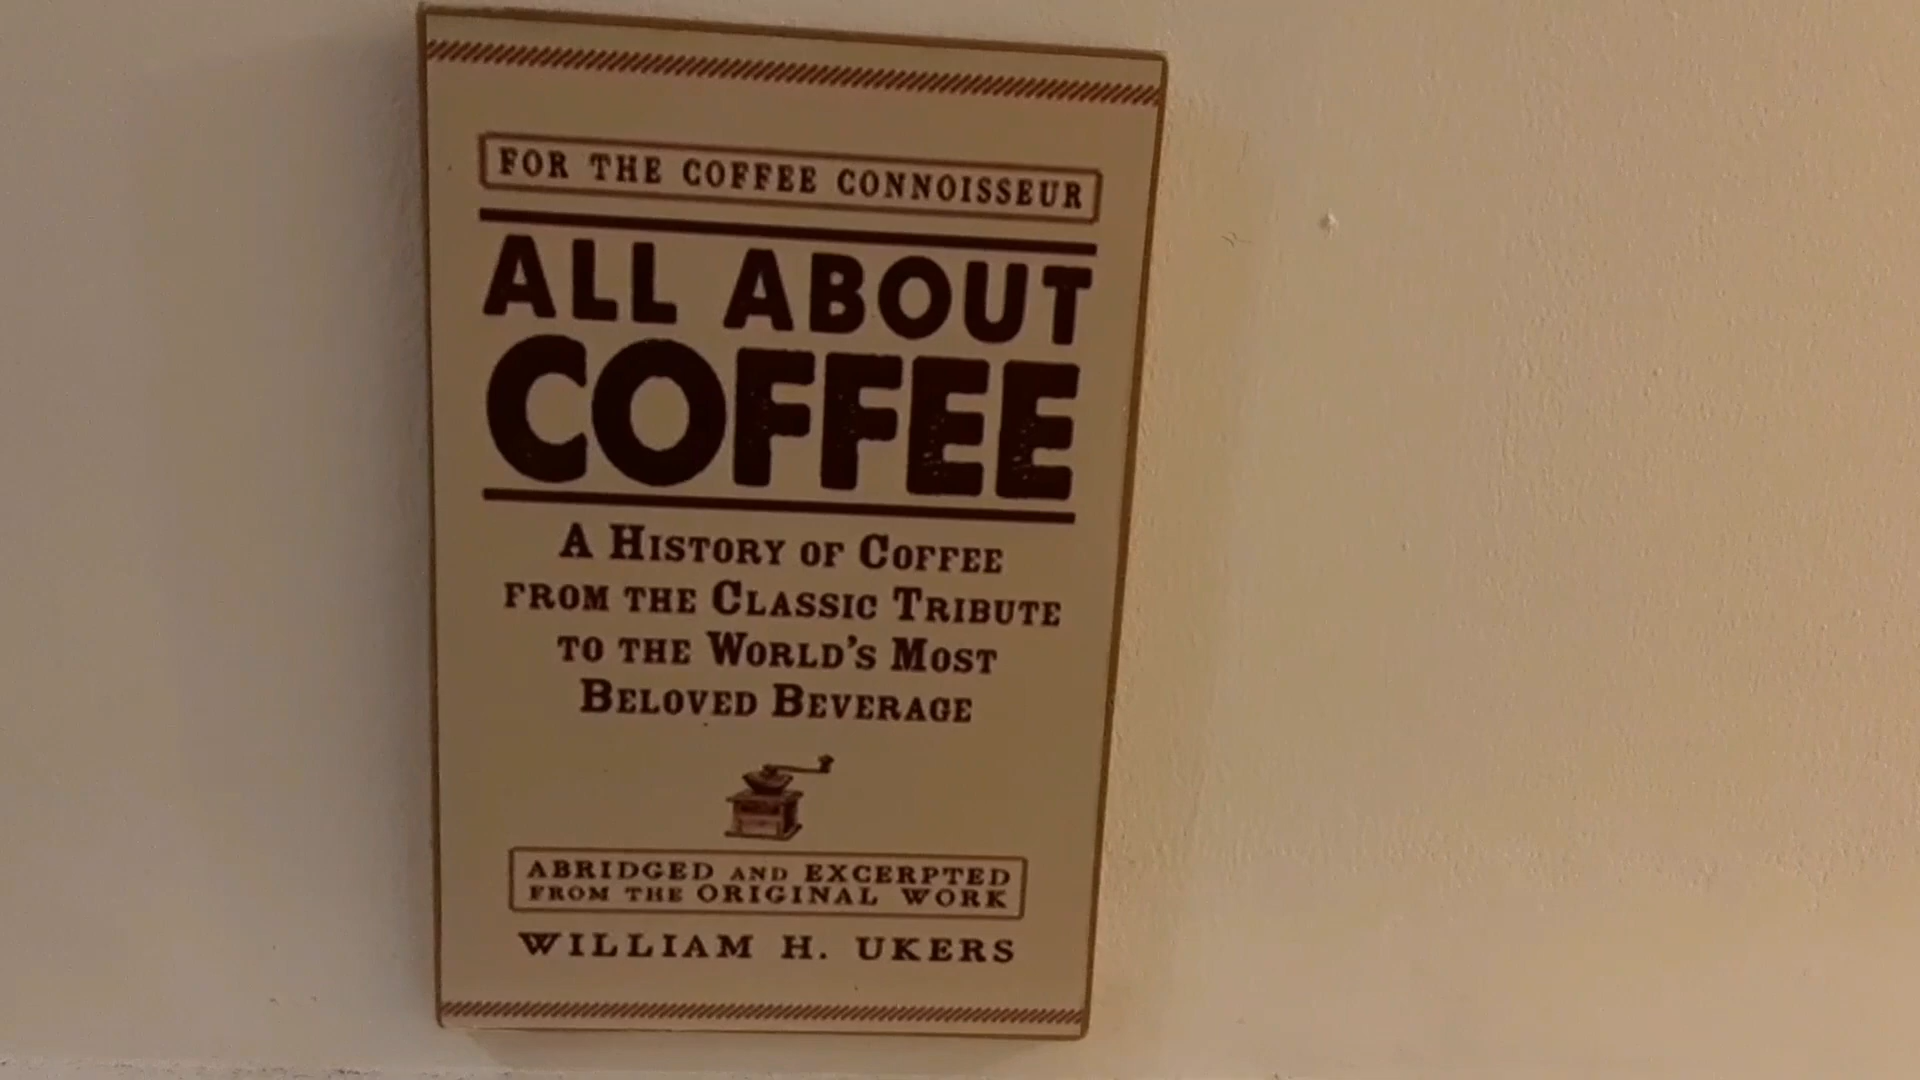 FOR THE COFFEE CONNOISSEUR
ALL ABOUT
COFFEE
A HISTORY OF COFFEE
FROM THE CLASSIC TRIBUTE
TO THE WORLD'S MOST
BELOVED BEVERAGE
ABRIDGED AND EXCERPTED
FROM THE ORIGINAL WORK
WILLIAM H. UKERS